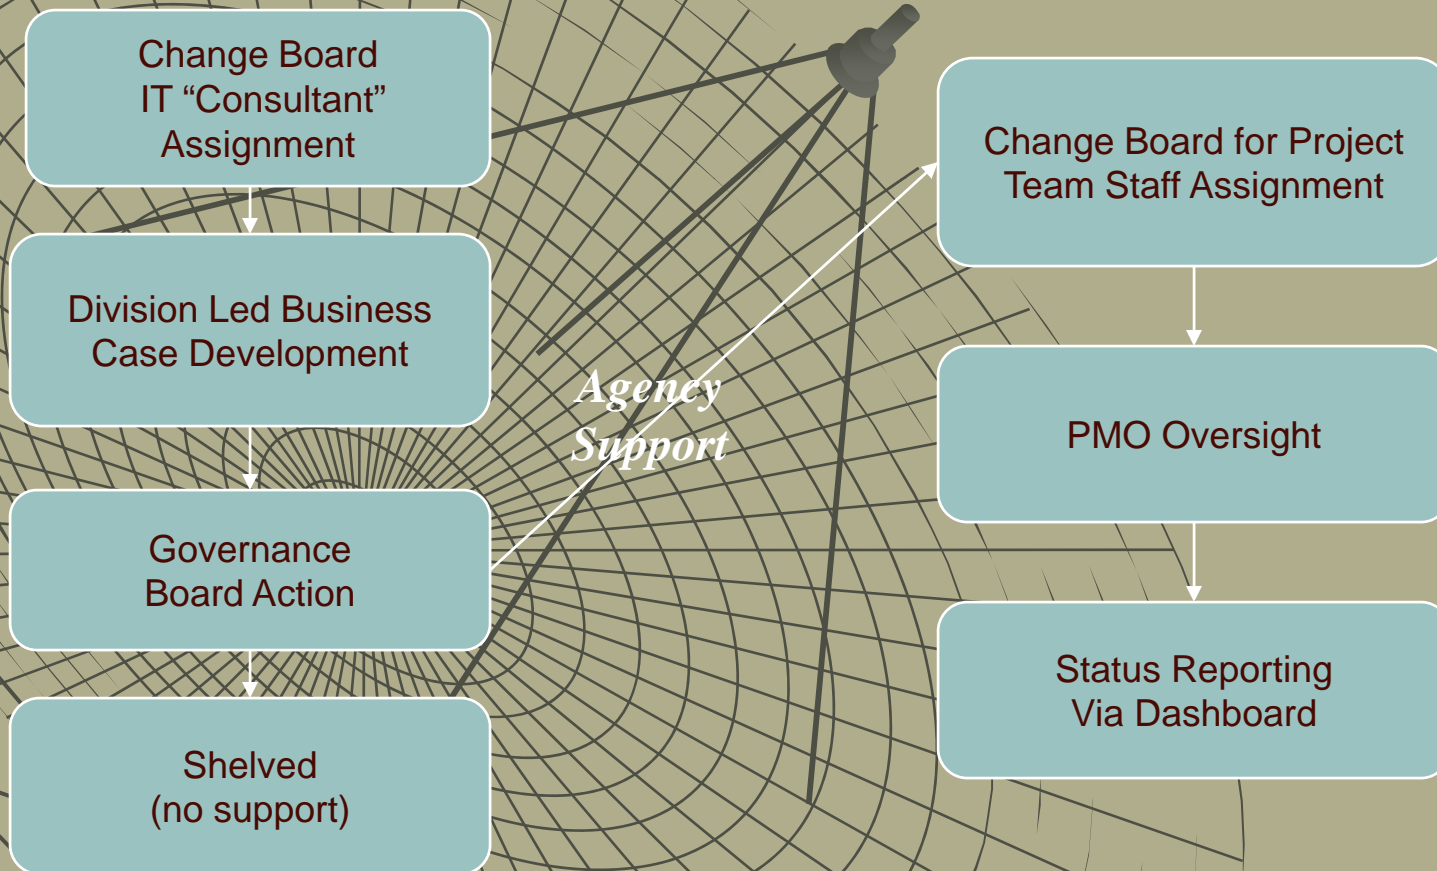 Change Board
IT “Consultant”
Assignment
Division Led Business
Case Development
Governance
Board Action
Shelved
(no support)
Agency
Support
Change Board for Project
Team Staff Assignment
PMO Oversight
Status Reporting
Via Dashboard